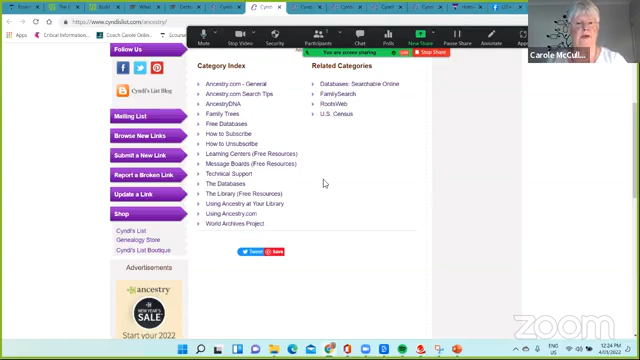 Cyndi
https://www.cyndislist.com/ancestry/
Coach Carole Onlin...
Critical Influencer...
Mute
Stop Video
Security
Participants
Chat
Polls
New Share
Pause Share
Annotate
Apps
You are screen sharing
Stop Share
Carole McCull...
Follow Us
Cyndi's List Blog
Mailing List
Browse New Links
Submit a New Link
Report a Broken Link
Update a Link
Shop
Cyndi's List
Genealogy Store
Cyndi's List Boutique
Advertisements
ancestry
NEW YEAR'S
SALE
Start your 2022
Category Index
Ancestry.com - General
Ancestry.com Search Tips
AncestryDNA
Family Trees
Free Databases
How to Subscribe
How to Unsubscribe
Learning Centers (Free Resources)
Message Boards (Free Resources)
Technical Support
The Databases
The Library (Free Resources)
Using Ancestry at Your Library
Using Ancestry.com
World Archives Project
Related Categories
Databases: Searchable Online
FamilySearch
RootsWeb
U.S. Census
Tweet
Save
zoom
ENG
US
12:24 PM
4/01/2022